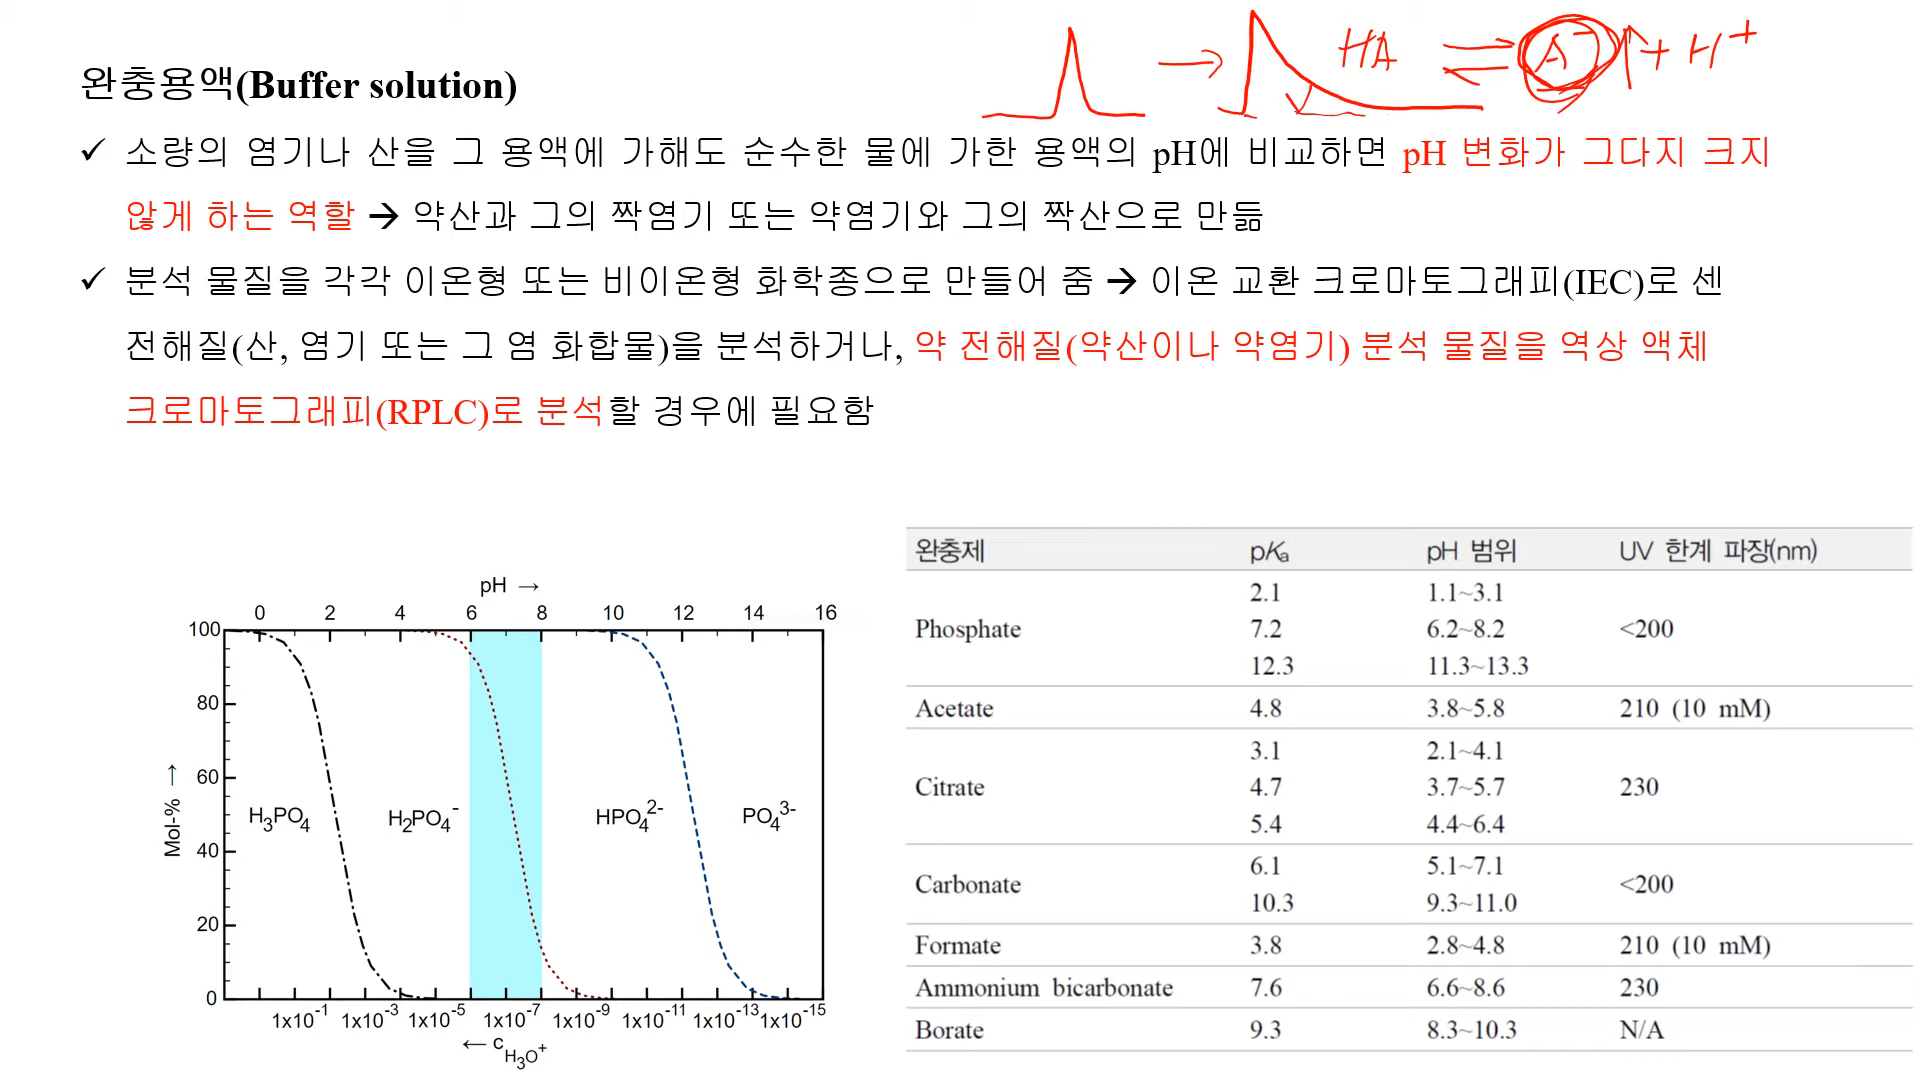 HA ⇌ A⁻ ↑ + H⁺
완충용액(Buffer solution)
✓ 소량의 염기나 산을 그 용액에 가해도 순수한 물에 가한 용액의 pH에 비교하면 pH 변화가 그다지 크지
않게 하는 역할 → 약산과 그의 짝염기 또는 약염기와 그의 짝산으로 만듦
✓ 분석 물질을 각각 이온형 또는 비이온형 화학종으로 만들어 줌 → 이온 교환 크로마토그래피(IEC)로 센
전해질(산, 염기 또는 그 염 화합물)을 분석하거나, 약 전해질(약산이나 약염기) 분석 물질을 역상 액체
크로마토그래피(RPLC)로 분석할 경우에 필요함
pH →
0 2 4 6 8 10 12 14 16
100
80
60
40
20
0
Mol-% →
H₃PO₄ H₂PO₄⁻ HPO₄²⁻ PO₄³⁻
1x10⁻¹ 1x10⁻³ 1x10⁻⁵ 1x10⁻⁷ 1x10⁻⁹ 1x10⁻¹¹ 1x10⁻¹³ 1x10⁻¹⁵
← c H₃O⁺
완충제 pKa pH 범위 UV 한계 파장(nm)
2.1 1.1~3.1
Phosphate 7.2 6.2~8.2 <200
12.3 11.3~13.3
Acetate 4.8 3.8~5.8 210 (10 mM)
3.1 2.1~4.1
Citrate 4.7 3.7~5.7 230
5.4 4.4~6.4
6.1 5.1~7.1
Carbonate <200
10.3 9.3~11.0
Formate 3.8 2.8~4.8 210 (10 mM)
Ammonium bicarbonate 7.6 6.6~8.6 230
Borate 9.3 8.3~10.3 N/A